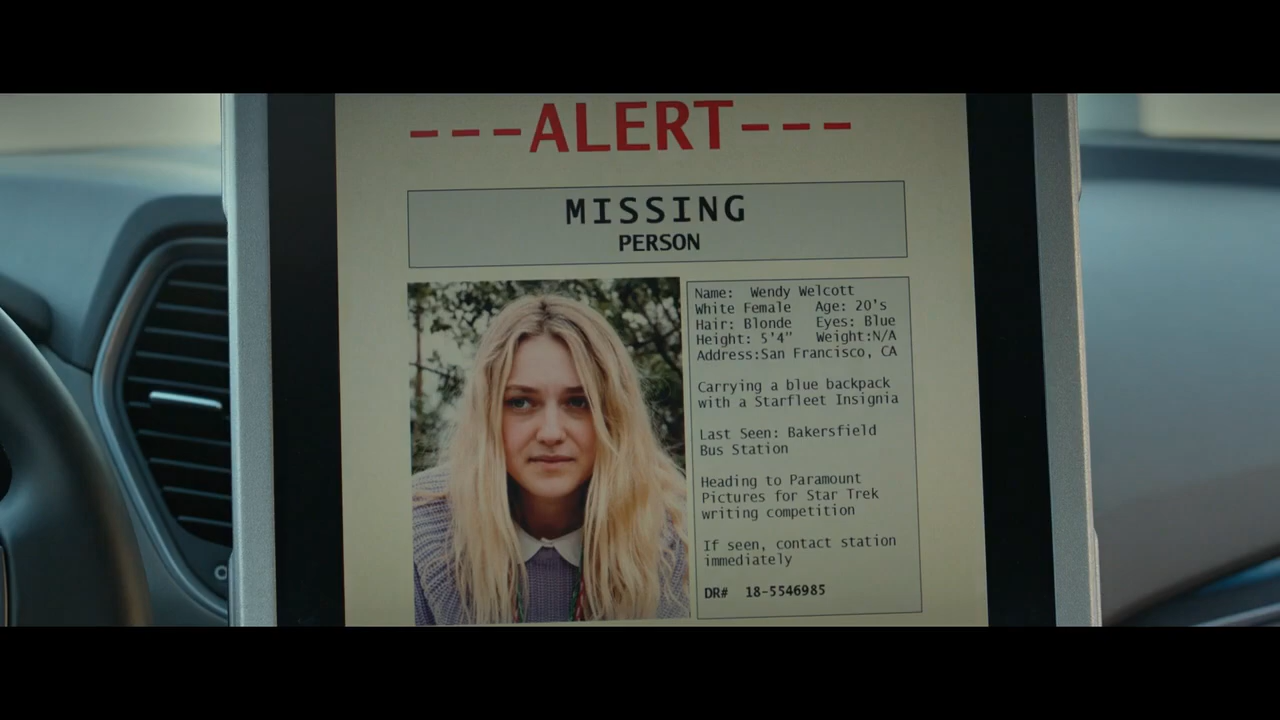 ---ALERT---
MISSING
PERSON
Name: Wendy Welcott
White Female Age: 20's
Hair: Blonde Eyes: Blue
Height: 5'4" Weight:N/A
Address:San Francisco, CA
Carrying a blue backpack
with a Starfleet Insignia
Last Seen: Bakersfield
Bus Station
Heading to Paramount
Pictures for Star Trek
writing competition
If seen, contact station
immediately
DR# 18-5546985